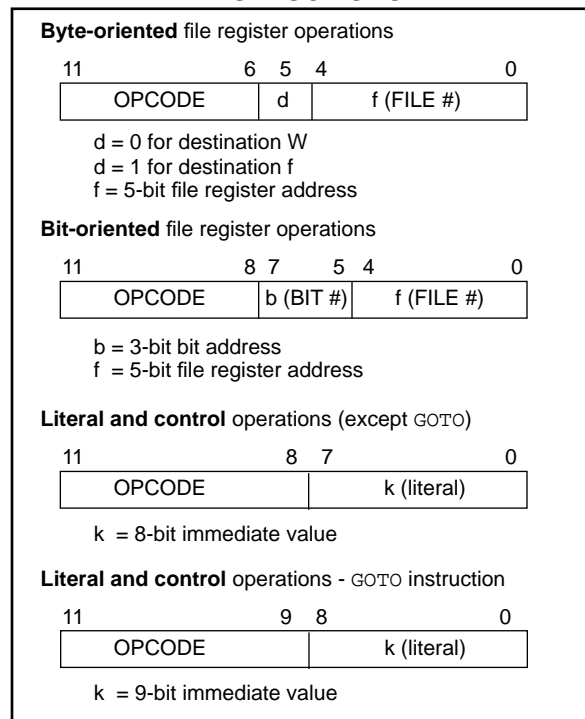 Byte-oriented file register operations
11 6 5 4 0
OPCODE d f (FILE #)
d = 0 for destination W
d = 1 for destination f
f = 5-bit file register address
Bit-oriented file register operations
11 8 7 5 4 0
OPCODE b (BIT #) f (FILE #)
b = 3-bit bit address
f = 5-bit file register address
Literal and control operations (except GOTO)
11 8 7 0
OPCODE k (literal)
k = 8-bit immediate value
Literal and control operations - GOTO instruction
11 9 8 0
OPCODE k (literal)
k = 9-bit immediate value